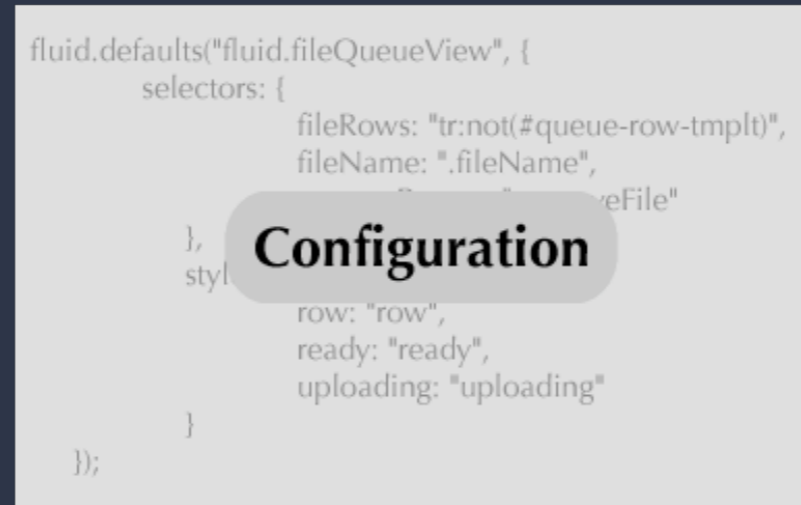 fluid.defaults("fluid.fileQueueView", {
selectors: {
fileRows: "tr:not(#queue-row-tmplt)",
fileName: ".fileName",
eFile"
},
Configuration
styl
row: "row",
ready: "ready",
uploading: "uploading"
}
});